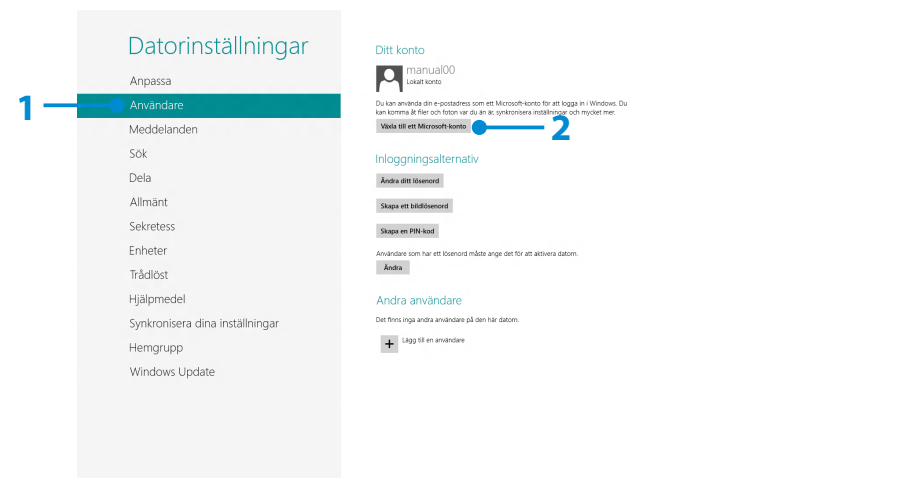 Datorinställningar
Anpassa
1
Användare
Meddelanden
Sök
Dela
Allmänt
Sekretess
Enheter
Trådlöst
Hjälpmedel
Synkronisera dina inställningar
Hemgrupp
Windows Update
Ditt konto
manual00
Lokalt konto
Du kan använda din e-postadress som ett Microsoft-konto för att logga in i Windows. Du
kan komma åt filer och foton var du än är, synkronisera inställningar och mycket mer.
Växla till ett Microsoft-konto
2
Inloggningsalternativ
Ändra ditt lösenord
Skapa ett bildlösenord
Skapa en PIN-kod
Användare som har ett lösenord måste ange det för att aktivera datorn.
Ändra
Andra användare
Det finns inga andra användare på den här datorn.
+ Lägg till en användare